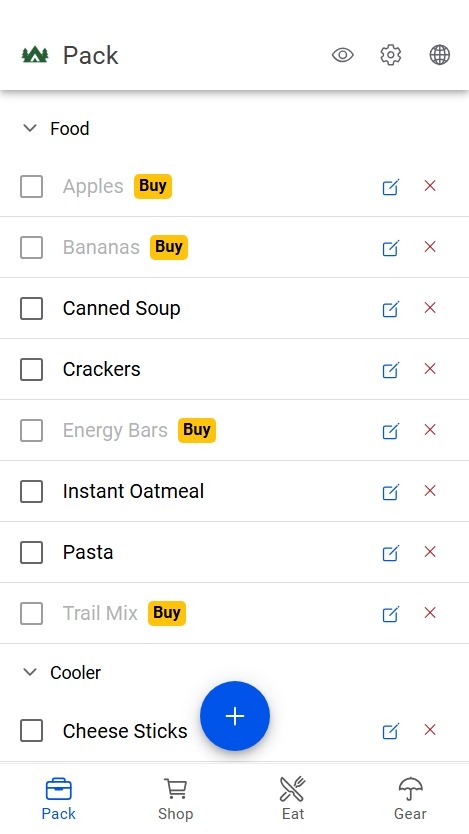 Pack
Food
Apples Buy
Bananas Buy
Canned Soup
Crackers
Energy Bars Buy
Instant Oatmeal
Pasta
Trail Mix Buy
Cooler
Cheese Sticks
Pack Shop Eat Gear